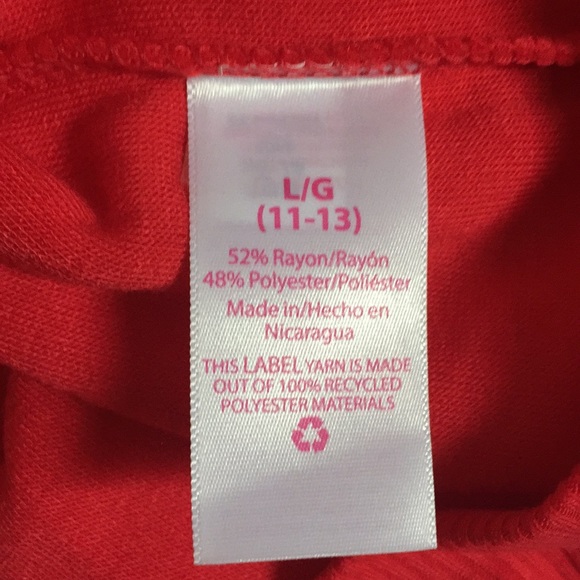 L/G
(11-13)
52% Rayon/Rayón
48% Polyester/Poliéster
Made in/Hecho en
Nicaragua
THIS LABEL YARN IS MADE
OUT OF 100% RECYCLED
POLYESTER MATERIALS